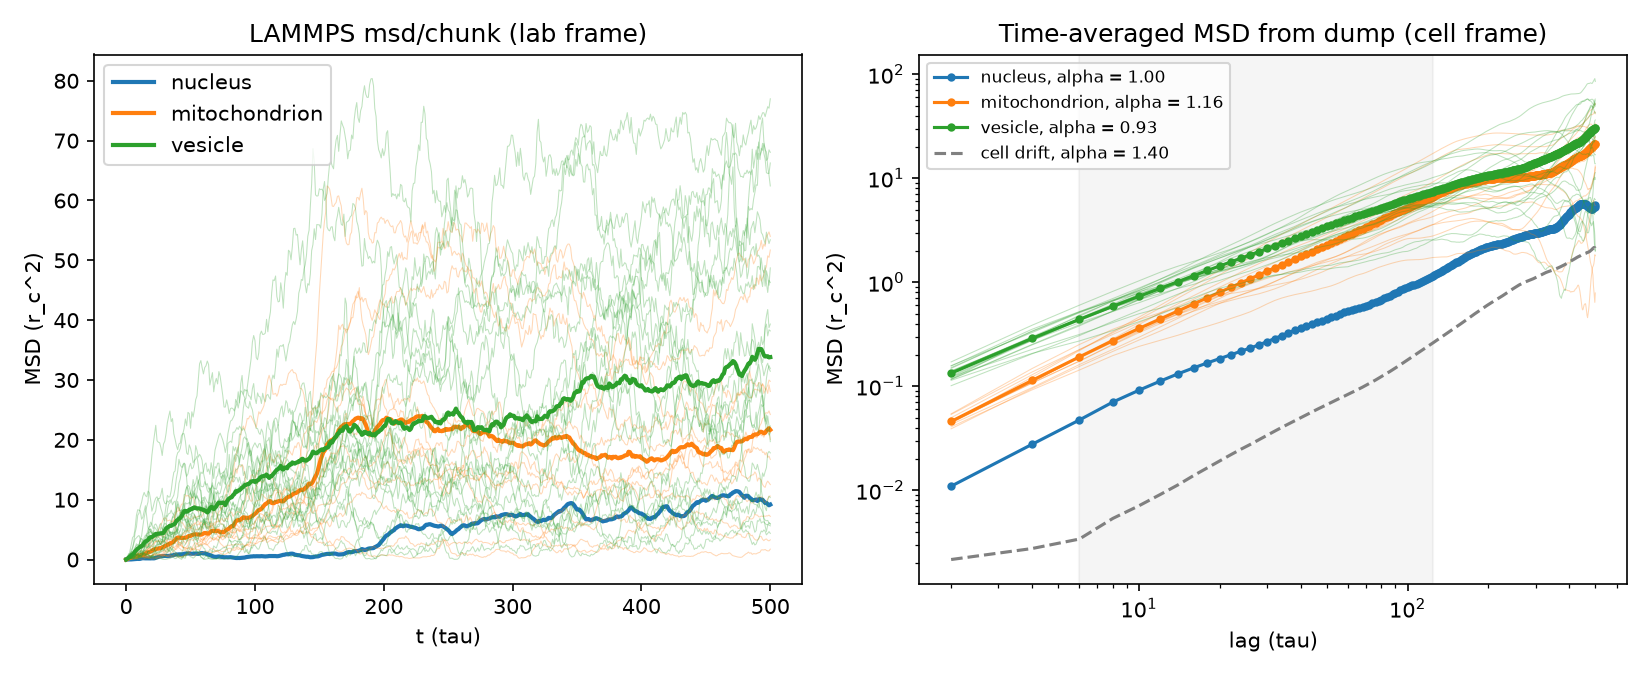 LAMMPS msd/chunk (lab frame)
MSD (r_c^2)
80
70
60
50
40
30
20
10
0
nucleus
mitochondrion
vesicle
0 100 200 300 400 500
t (tau)
Time-averaged MSD from dump (cell frame)
MSD (r_c^2)
10^2
10^1
10^0
10^−1
10^−2
nucleus, alpha = 1.00
mitochondrion, alpha = 1.16
vesicle, alpha = 0.93
cell drift, alpha = 1.40
10^1 10^2
lag (tau)